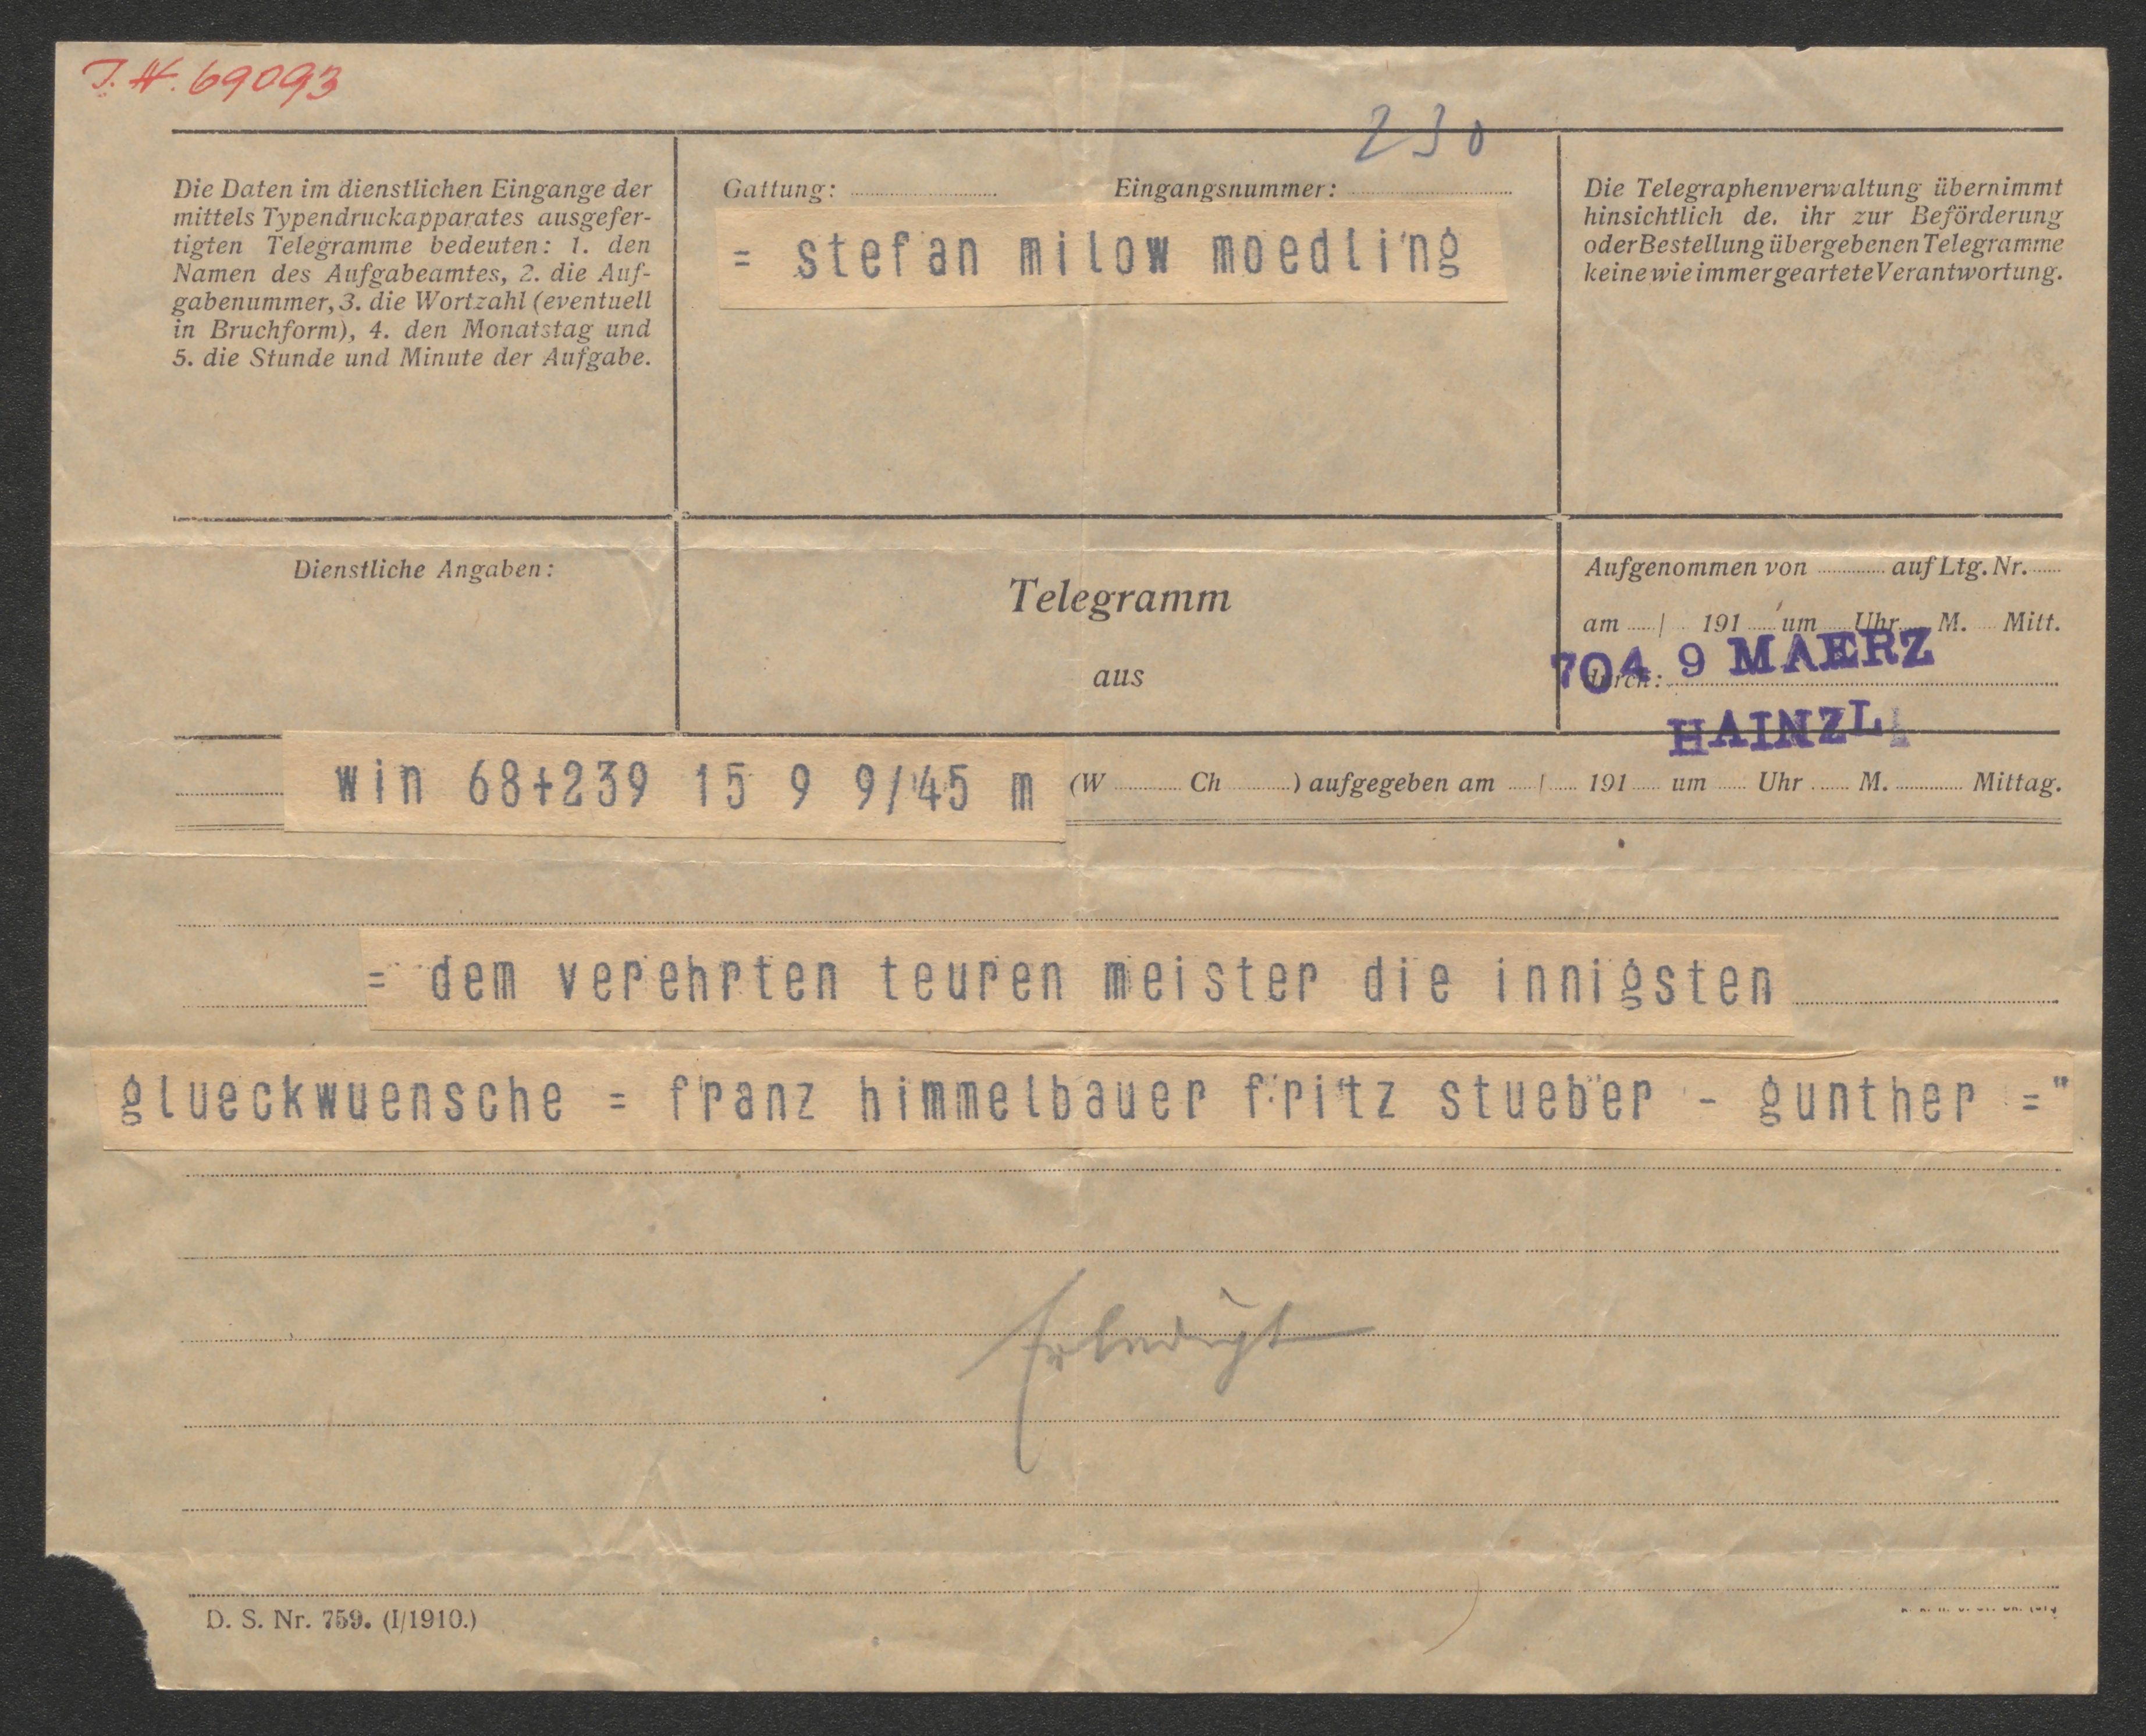 J.N. 69093
230
Die Daten im dienstlichen Eingange der
mittels Typendruckapparates ausgefer-
tigten Telegramme bedeuten: 1. den
Namen des Aufgabeamtes, 2. die Auf-
gabenummer, 3. die Wortzahl (eventuell
in Bruchform), 4. den Monatstag und
5. die Stunde und Minute der Aufgabe.
Gattung: Eingangsnummer:
= stefan milow moedling
Die Telegraphenverwaltung übernimmt
hinsichtlich de. ihr zur Beförderung
oder Bestellung übergebenen Telegramme
keine wie immer geartete Verantwortung.
Dienstliche Angaben:
Telegramm
aus
Aufgenommen von auf Ltg. Nr.
am / 191 um Uhr M. Mitt.
704 9 MAERZ
durch:
HAINZL
win 68+239 15 9 9/45 m (W Ch ) aufgegeben am / 191 um Uhr M. Mittag.
= dem verehrten teuren meister die innigsten
glueckwuensche = franz himmelbauer fritz stueber - gunther ="
Erledigt
D. S. Nr. 759. (I/1910.)